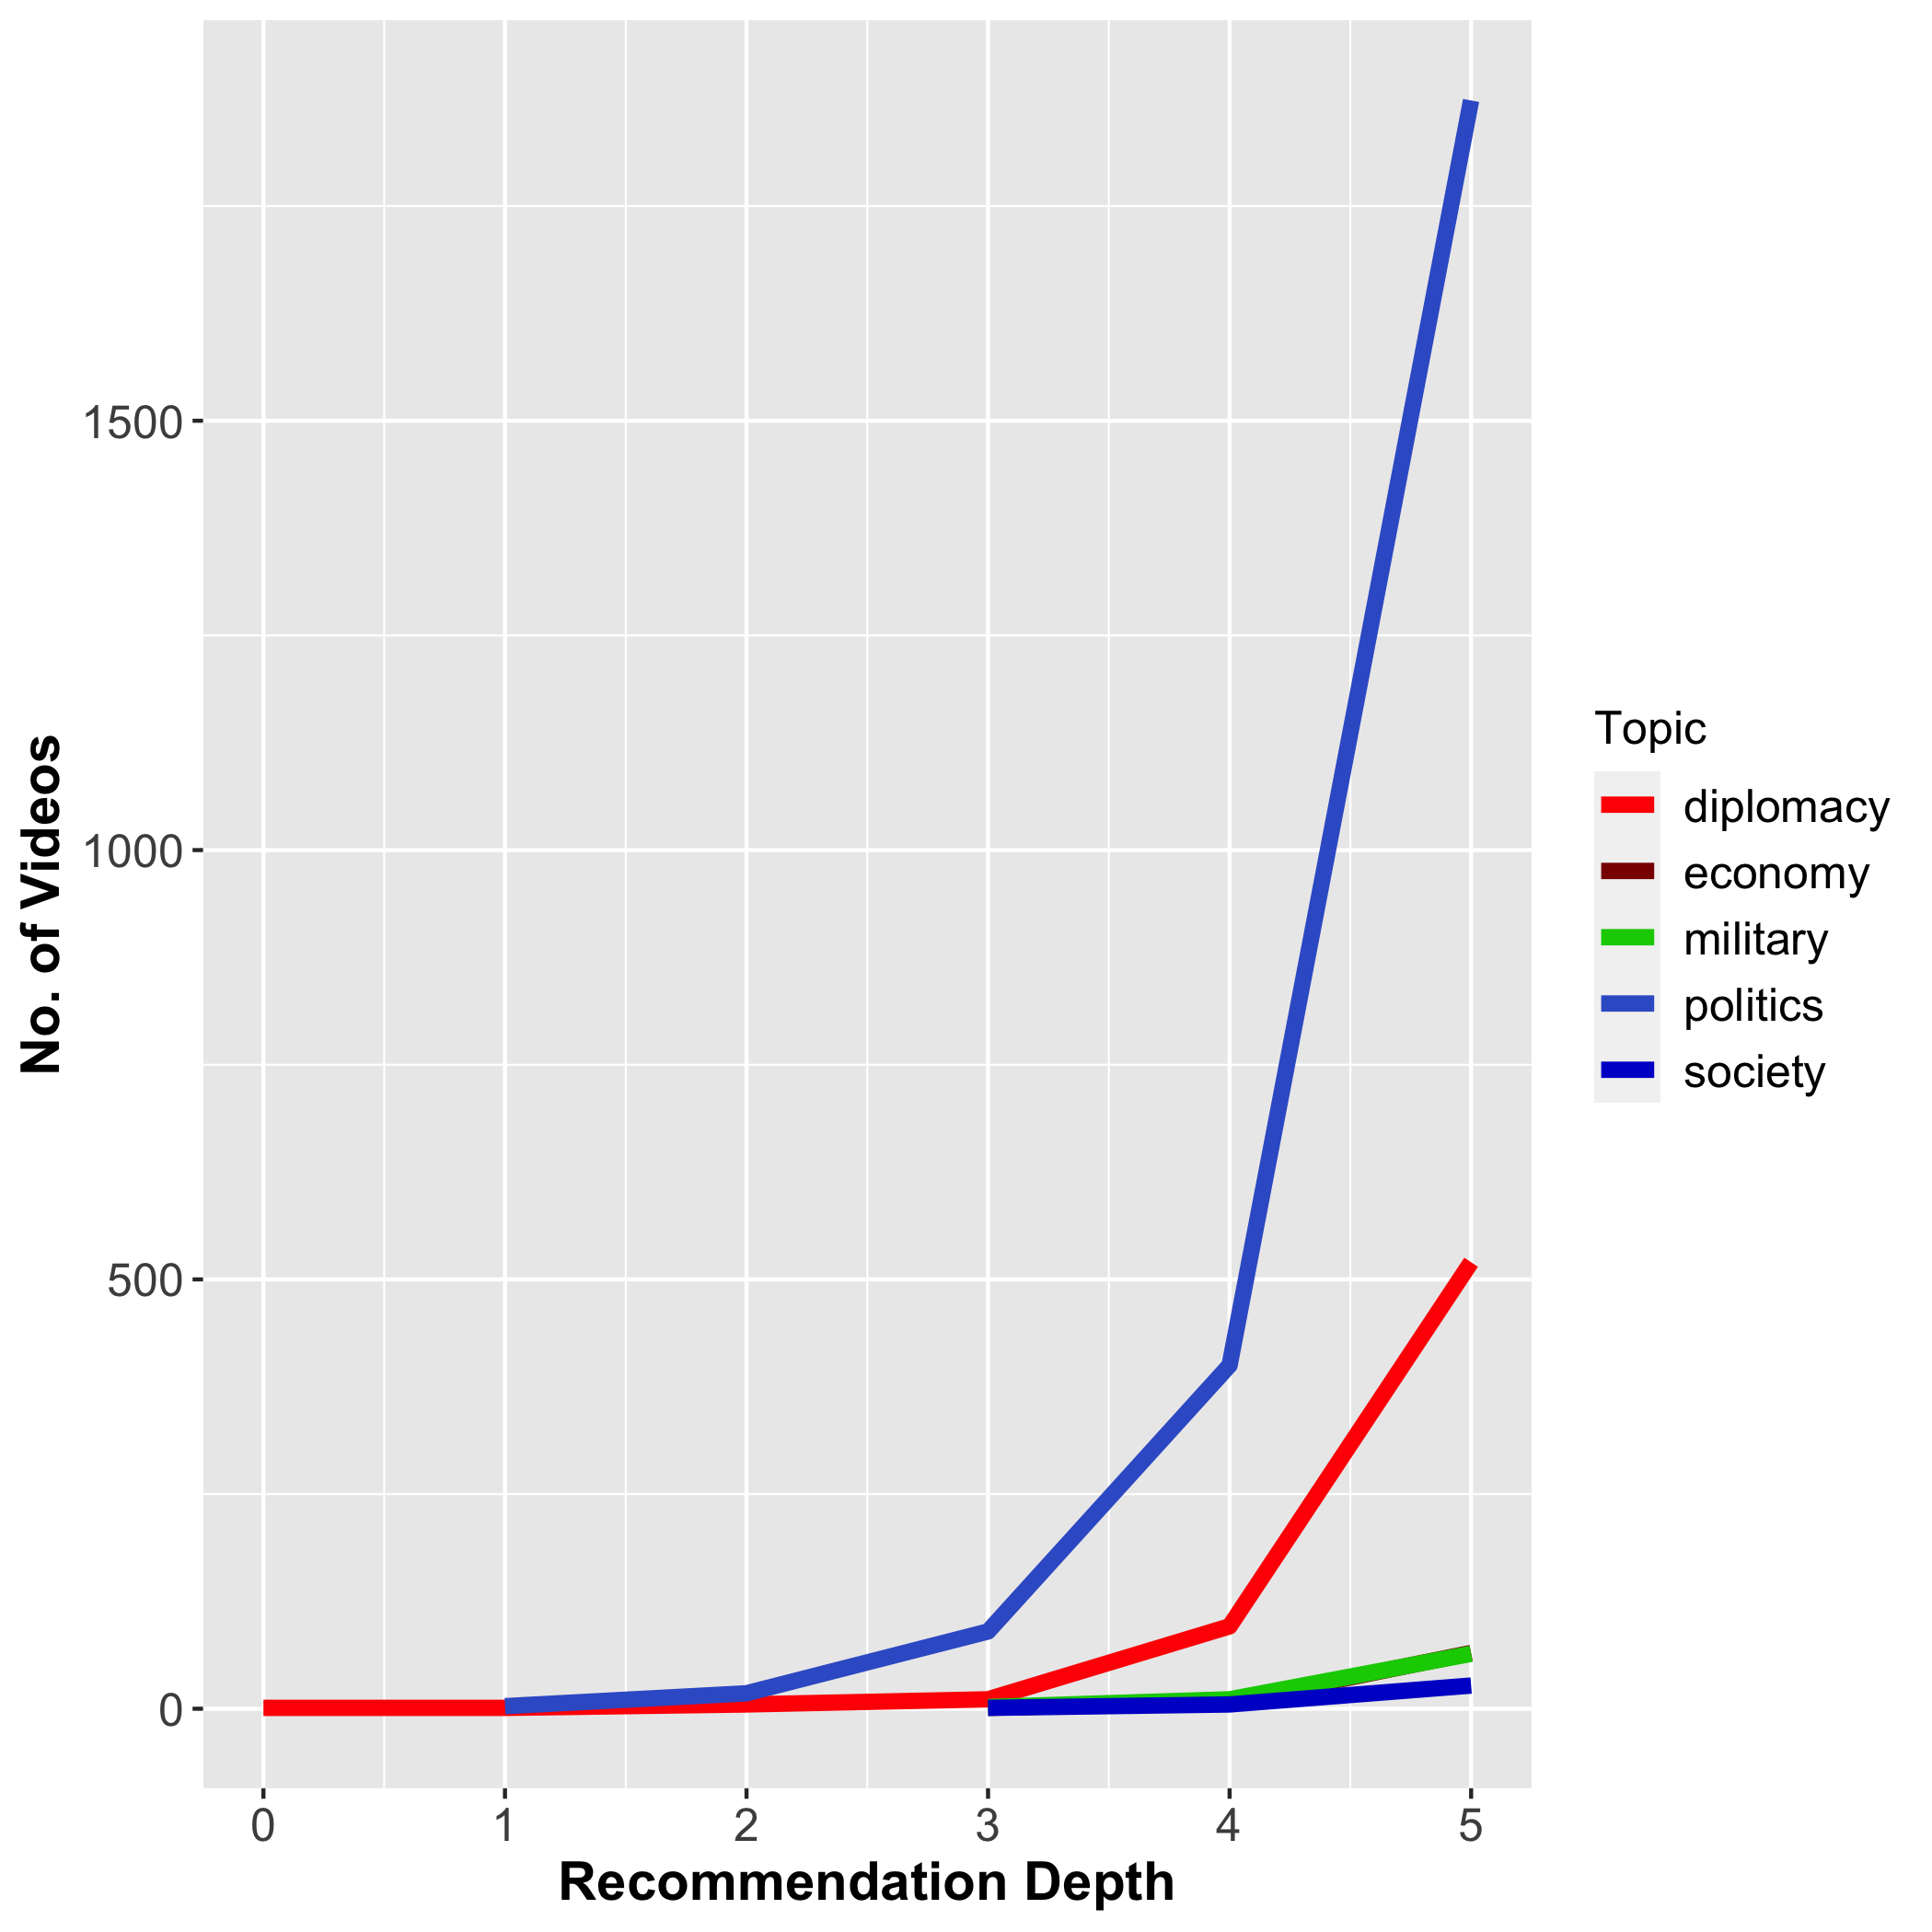 No. of Videos
1500
1000
500
0
0 1 2 3 4 5
Recommendation Depth
Topic
diplomacy
economy
military
politics
society